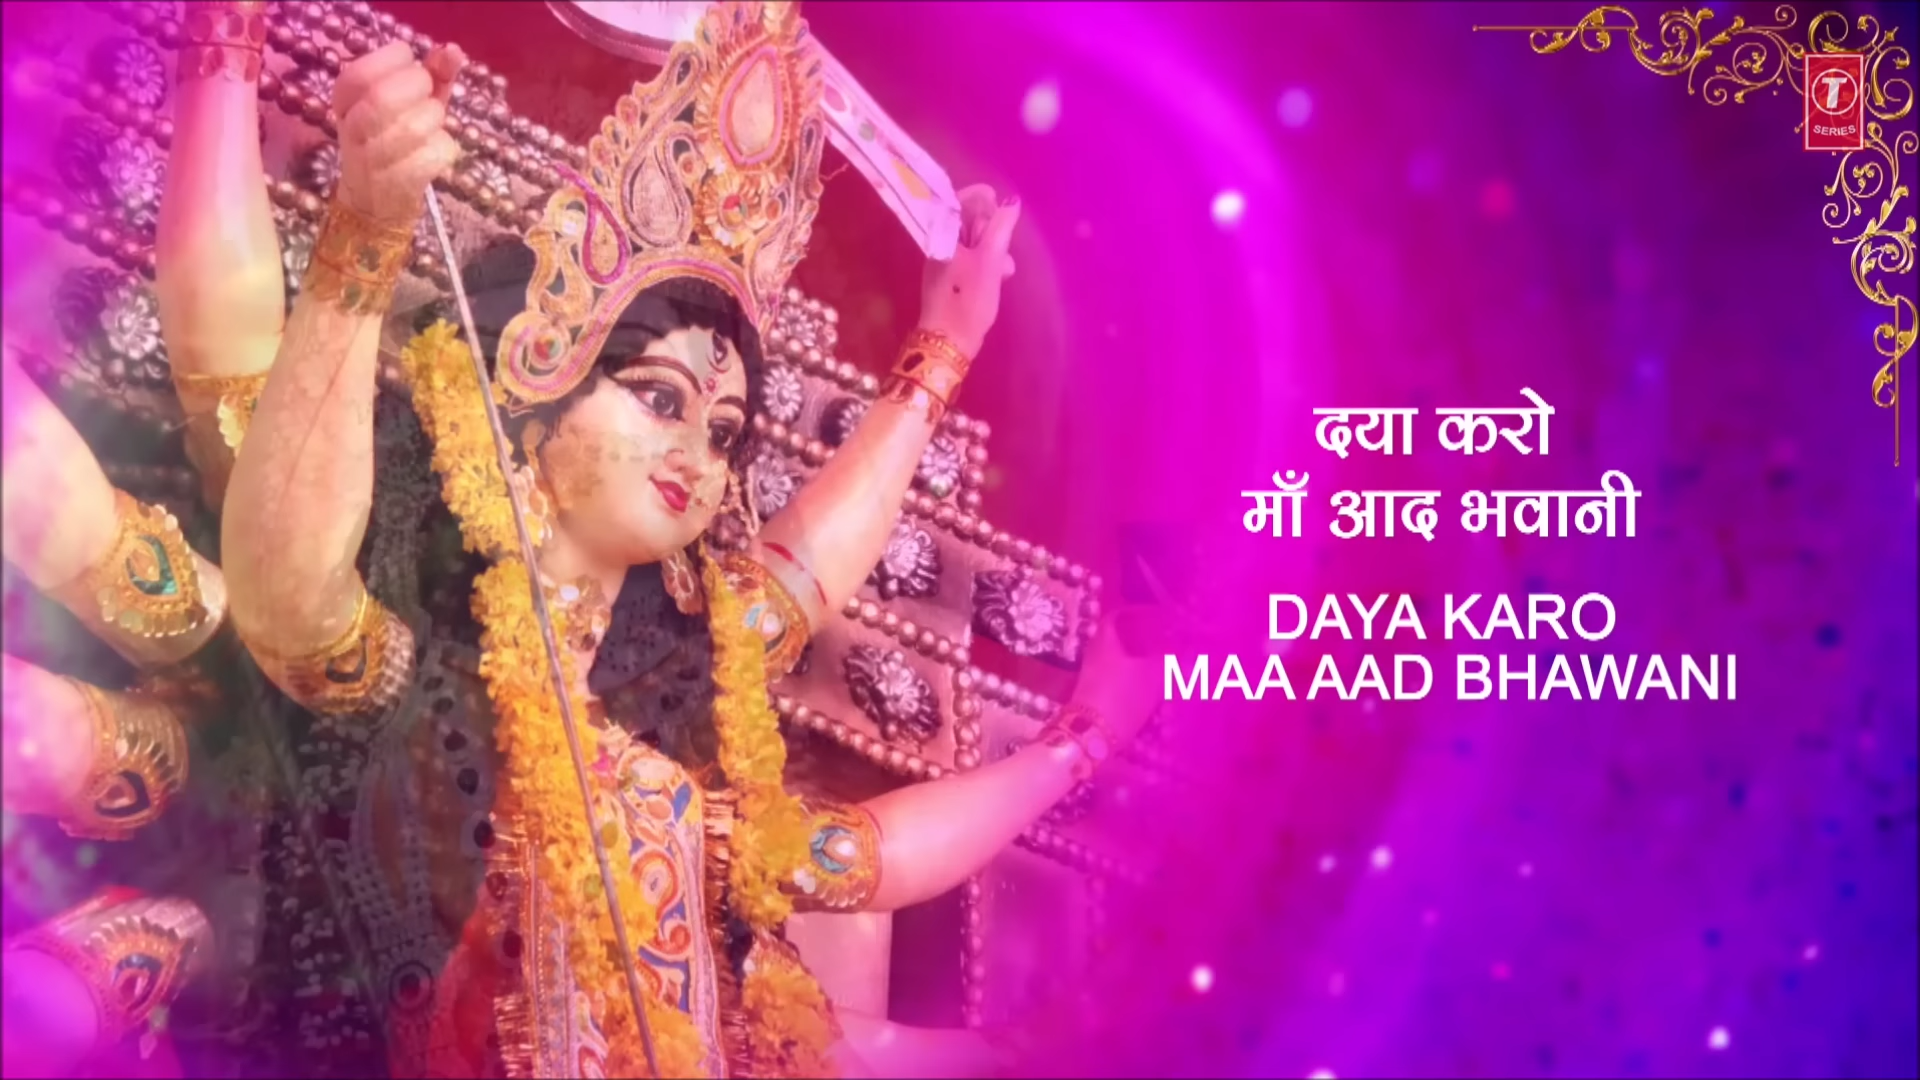 T
SERIES
दया करो
माँ आद भवानी
DAYA KARO
MAA AAD BHAWANI